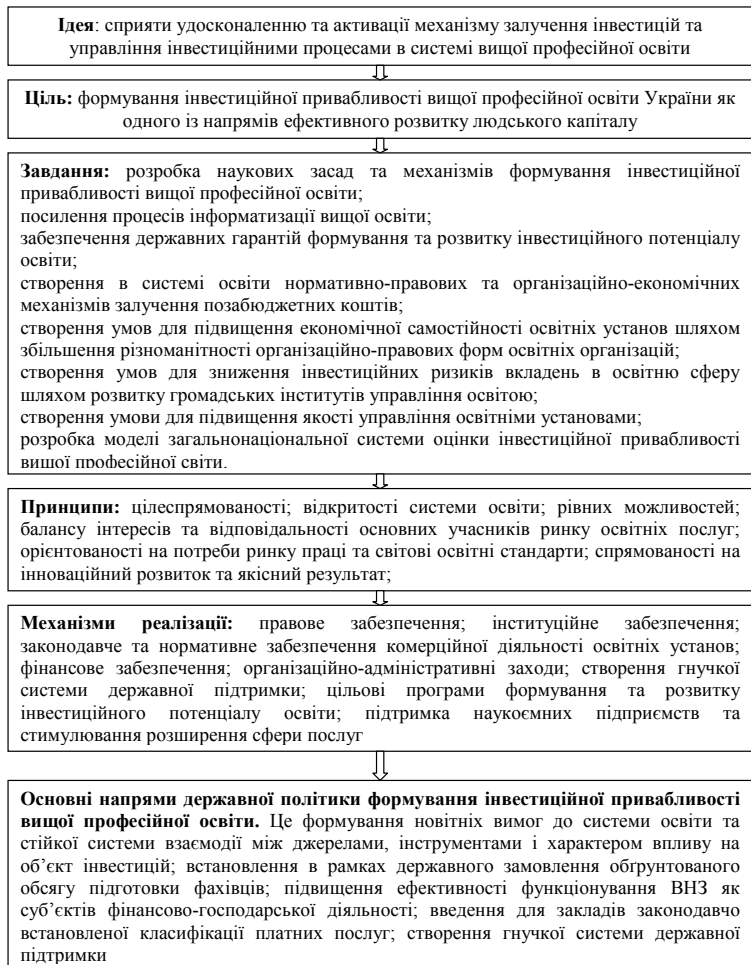 Ідея: сприяти удосконаленню та активації механізму залучення інвестицій та
управління інвестиційними процесами в системі вищої професійної освіти
Ціль: формування інвестиційної привабливості вищої професійної освіти України як
одного із напрямів ефективного розвитку людського капіталу
Завдання: розробка наукових засад та механізмів формування інвестиційної
привабливості вищої професійної освіти;
посилення процесів інформатизації вищої освіти;
забезпечення державних гарантій формування та розвитку інвестиційного потенціалу
освіти;
створення в системі освіти нормативно-правових та організаційно-економічних
механізмів залучення позабюджетних коштів;
створення умов для підвищення економічної самостійності освітніх установ шляхом
збільшення різноманітності організаційно-правових форм освітніх організацій;
створення умов для зниження інвестиційних ризиків вкладень в освітню сферу
шляхом розвитку громадських інститутів управління освітою;
створення умови для підвищення якості управління освітніми установами;
розробка моделі загальнонаціональної системи оцінки інвестиційної привабливості
вищої професійної світи.
Принципи: цілеспрямованості; відкритості системи освіти; рівних можливостей;
балансу інтересів та відповідальності основних учасників ринку освітніх послуг;
орієнтованості на потреби ринку праці та світові освітні стандарти; спрямованості на
інноваційний розвиток та якісний результат;
Механізми реалізації: правове забезпечення; інституційне забезпечення;
законодавче та нормативне забезпечення комерційної діяльності освітніх установ;
фінансове забезпечення; організаційно-адміністративні заходи; створення гнучкої
системи державної підтримки; цільові програми формування та розвитку
інвестиційного потенціалу освіти; підтримка наукоємних підприємств та
стимулювання розширення сфери послуг
Основні напрями державної політики формування інвестиційної привабливості
вищої професійної освіти. Це формування новітніх вимог до системи освіти та
стійкої системи взаємодії між джерелами, інструментами і характером впливу на
об’єкт інвестицій; встановлення в рамках державного замовлення обґрунтованого
обсягу підготовки фахівців; підвищення ефективності функціонування ВНЗ як
суб’єктів фінансово-господарської діяльності; введення для закладів законодавчо
встановленої класифікації платних послуг; створення гнучкої системи державної
підтримки